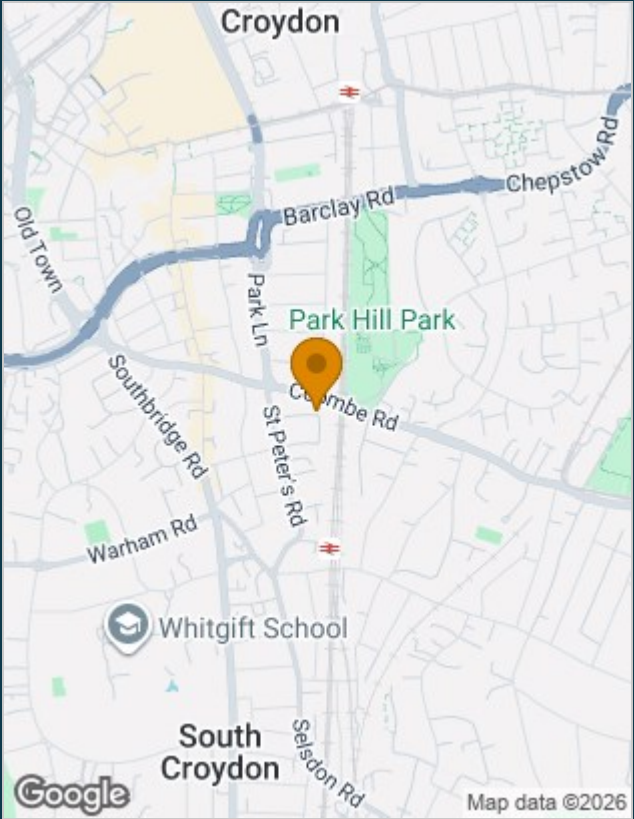 Croydon
Chepstow Rd
Barclay Rd
Old Town
Park Ln
Park Hill Park
Coombe Rd
Southbridge Rd
St Peter's Rd
Warham Rd
Whitgift School
South
Croydon
Selsdon Rd
Google
Map data ©2026